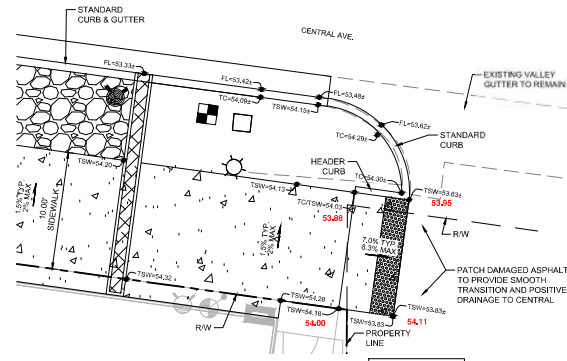 STANDARD
CURB & GUTTER
CENTRAL AVE.
FL=53.33±
FL=53.42±
FL=53.48±
EXISTING VALLEY
GUTTER TO REMAIN
TC=54.09±
TSW=54.15±
FL=53.62±
TC=54.29±
STANDARD
CURB
HEADER
CURB
TSW=54.20
TC=54.30±
TSW=54.13
TSW=53.63±
53.95
TC/TSW=54.03
53.88
R/W
1.5% TYP.
2% MAX
10.00'
SIDEWALK
1.5% TYP.
2% MAX
7.0% TYP.
8.3% MAX
PATCH DAMAGED ASPHALT
TO PROVIDE SMOOTH
TRANSITION AND POSITIVE
DRAINAGE TO CENTRAL
TSW=54.32
TSW=54.28
TSW=54.16
54.00
TSW=53.83±
TSW=53.83
54.11
R/W
PROPERTY
LINE